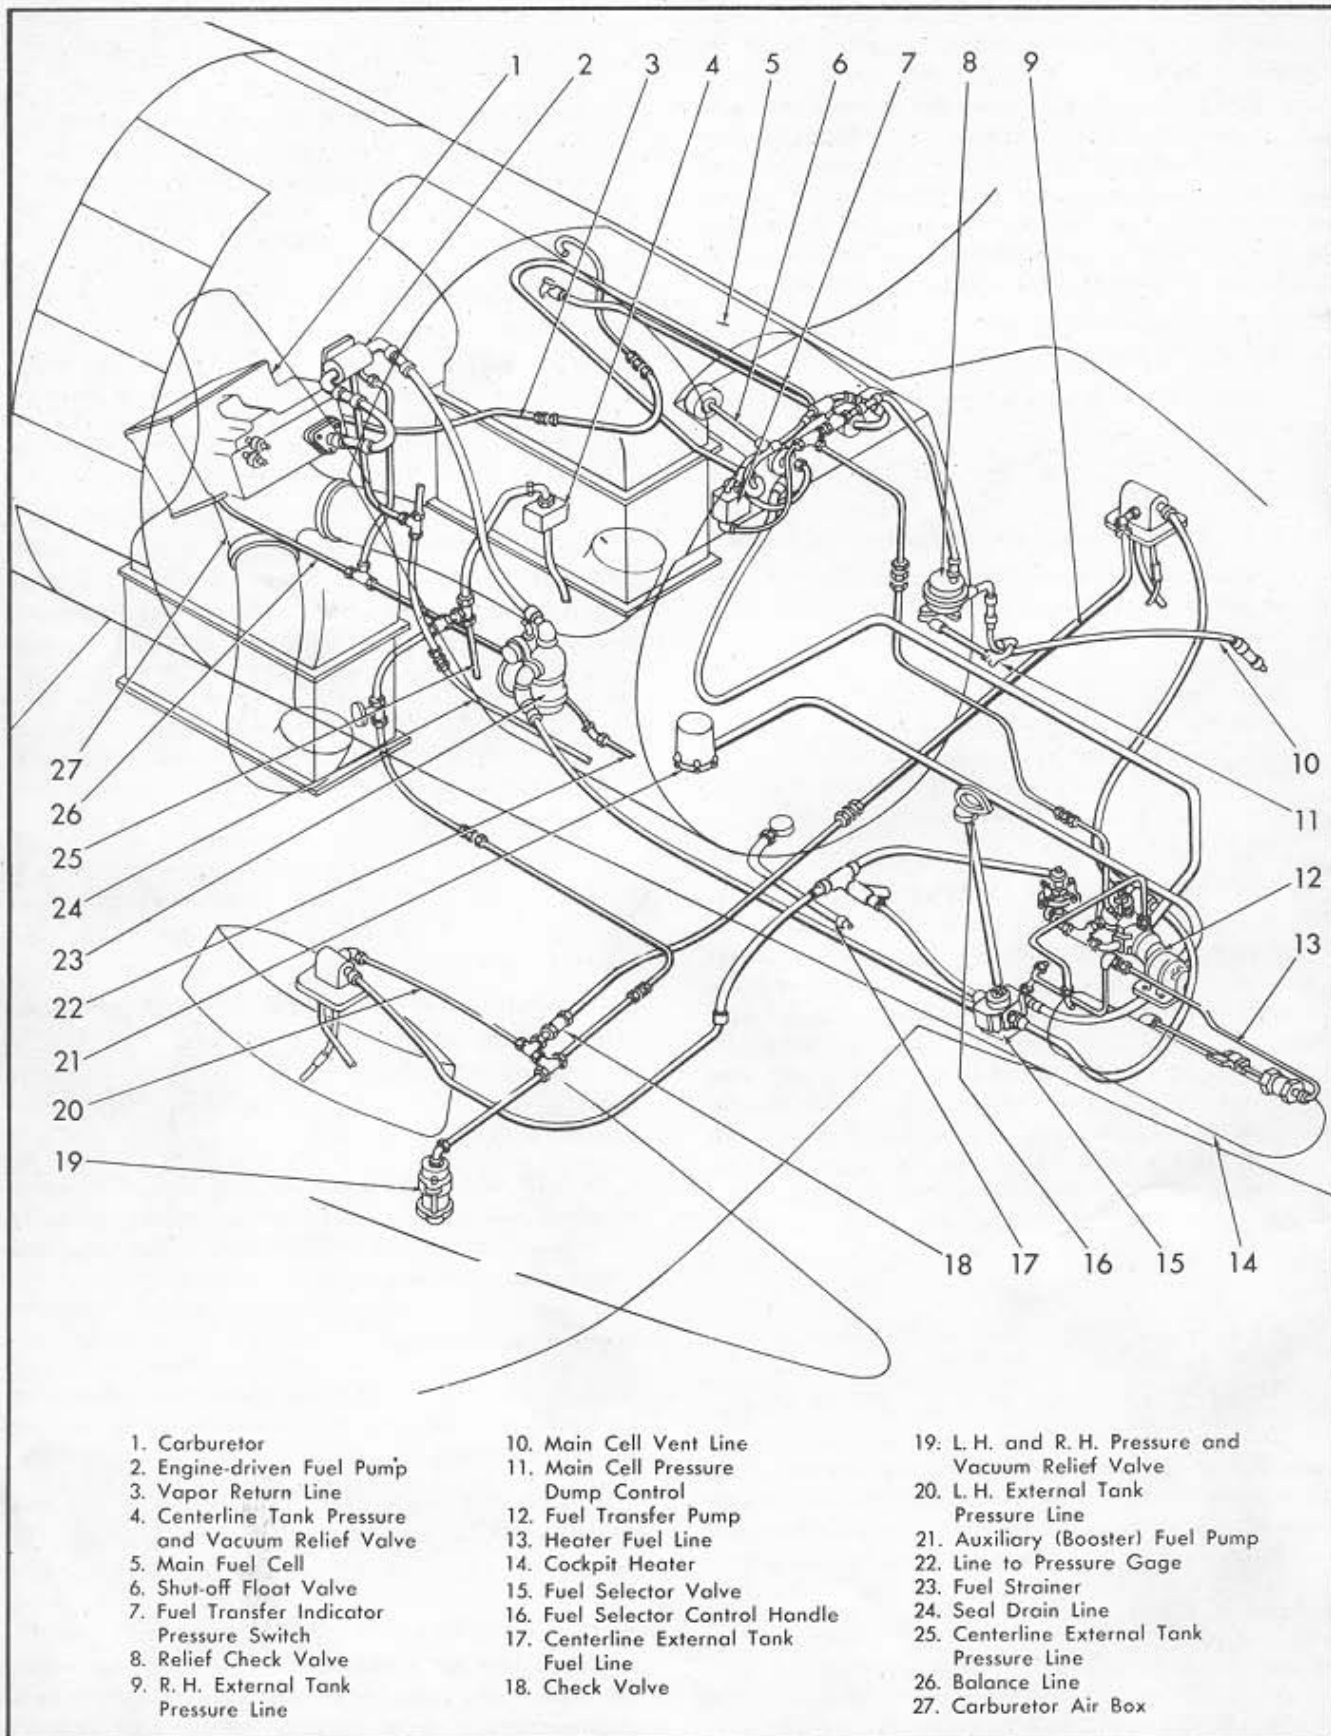 1 2 3 4 5 6 7 8 9
10
11
12
13
14
15
16
17
18
19
20
21
22
23
24
25
26
27
1. Carburetor
2. Engine-driven Fuel Pump
3. Vapor Return Line
4. Centerline Tank Pressure
and Vacuum Relief Valve
5. Main Fuel Cell
6. Shut-off Float Valve
7. Fuel Transfer Indicator
Pressure Switch
8. Relief Check Valve
9. R. H. External Tank
Pressure Line
10. Main Cell Vent Line
11. Main Cell Pressure
Dump Control
12. Fuel Transfer Pump
13. Heater Fuel Line
14. Cockpit Heater
15. Fuel Selector Valve
16. Fuel Selector Control Handle
17. Centerline External Tank
Fuel Line
18. Check Valve
19. L. H. and R. H. Pressure and
Vacuum Relief Valve
20. L. H. External Tank
Pressure Line
21. Auxiliary (Booster) Fuel Pump
22. Line to Pressure Gage
23. Fuel Strainer
24. Seal Drain Line
25. Centerline External Tank
Pressure Line
26. Balance Line
27. Carburetor Air Box